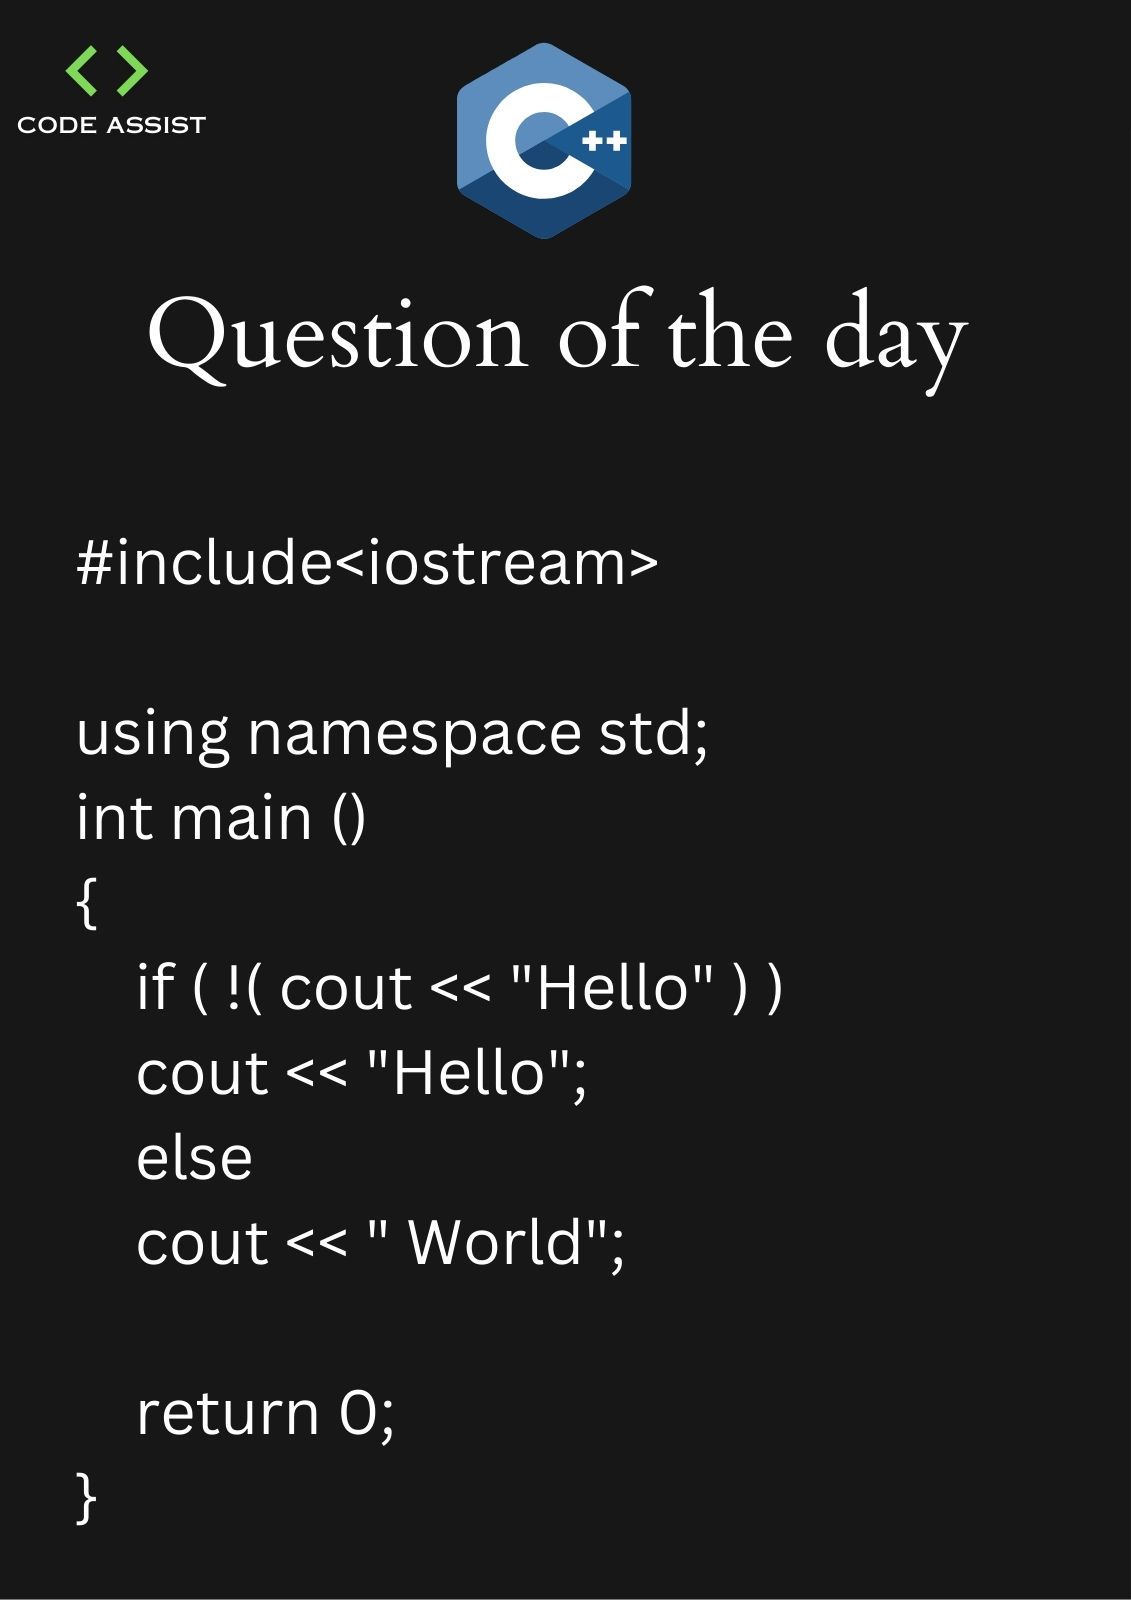 CODE ASSIST
C++
Question of the day
#include<iostream>
using namespace std;
int main ()
{
if ( !( cout << "Hello" ) )
cout << "Hello";
else
cout << " World";
return 0;
}